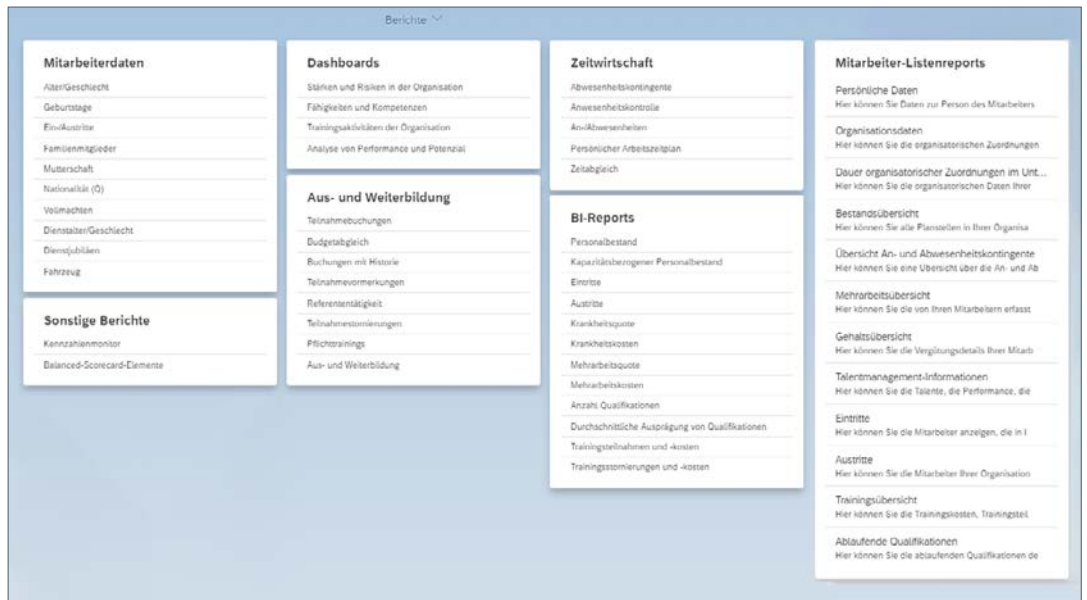 Berichte
Mitarbeiterdaten
Alter/Geschlecht
Geburtstage
Ein-/Austritte
Familienmitglieder
Mutterschaft
Nationalität (Ö)
Vollmachten
Dienstalter/Geschlecht
Dienstjubiläen
Fahrzeug
Sonstige Berichte
Kennzahlenmonitor
Balanced-Scorecard-Elemente
Dashboards
Stärken und Risiken in der Organisation
Fähigkeiten und Kompetenzen
Trainingsaktivitäten der Organisation
Analyse von Performance und Potenzial
Aus- und Weiterbildung
Teilnahmebuchungen
Budgetabgleich
Buchungen mit Historie
Teilnahmevormerkungen
Referententätigkeit
Teilnahmestornierungen
Pflichttrainings
Aus- und Weiterbildung
Zeitwirtschaft
Abwesenheitskontingente
Anwesenheitskontrolle
An-/Abwesenheiten
Persönlicher Arbeitszeitplan
Zeitabgleich
BI-Reports
Personalbestand
Kapazitätsbezogener Personalbestand
Eintritte
Austritte
Krankheitsquote
Krankheitskosten
Mehrarbeitsquote
Mehrarbeitskosten
Anzahl Qualifikationen
Durchschnittliche Ausprägung von Qualifikationen
Trainingsteilnahmen und -kosten
Trainingsstornierungen und -kosten
Mitarbeiter-Listenreports
Persönliche Daten
Hier können Sie Daten zur Person des Mitarbeiters
Organisationsdaten
Hier können Sie die organisatorischen Zuordnungen
Dauer organisatorischer Zuordnungen im Unt...
Hier können Sie die organisatorischen Daten Ihrer
Bestandsübersicht
Hier können Sie alle Planstellen in Ihrer Organisa
Übersicht An- und Abwesenheitskontingente
Hier können Sie eine Übersicht über die An- und Ab
Mehrarbeitsübersicht
Hier können Sie die von Ihren Mitarbeitern erfasst
Gehaltsübersicht
Hier können Sie die Vergütungsdetails Ihrer Mitarb
Talentmanagement-Informationen
Hier können Sie die Talente, die Performance, die
Eintritte
Hier können Sie die Mitarbeiter anzeigen, die in I
Austritte
Hier können Sie die Mitarbeiter Ihrer Organisation
Trainingsübersicht
Hier können Sie die Trainingskosten, Trainingsteil
Ablaufende Qualifikationen
Hier können Sie die ablaufenden Qualifikationen de